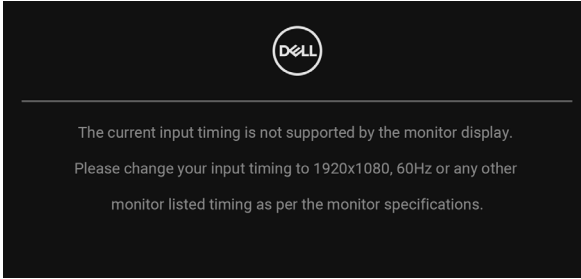 DELL
The current input timing is not supported by the monitor display.
Please change your input timing to 1920x1080, 60Hz or any other
monitor listed timing as per the monitor specifications.